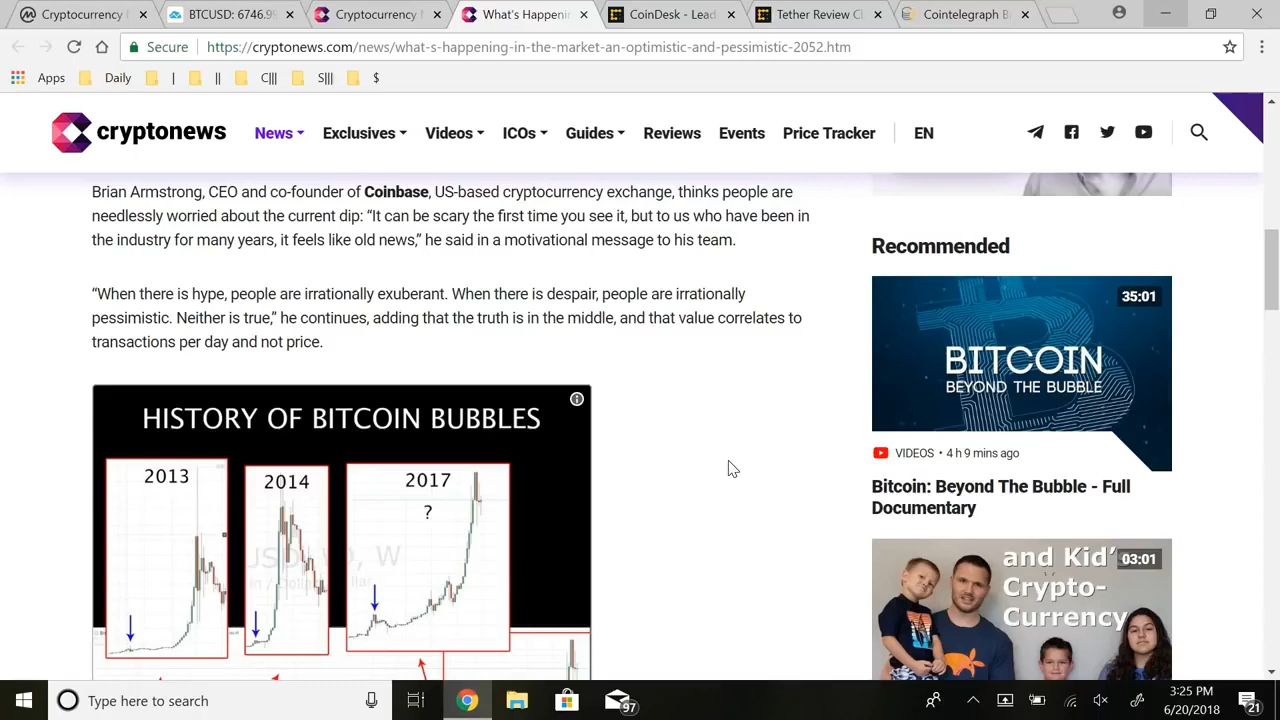 Cryptocurrency
BTCUSD: 6746.9
Cryptocurrency
What's Happenin
CoinDesk - Lead
Tether Review C
Cointelegraph B
Secure
https://cryptonews.com/news/what-s-happening-in-the-market-an-optimistic-and-pessimistic-2052.htm
Apps Daily | || C||| S||| $
cryptonews
News Exclusives Videos ICOs Guides Reviews Events Price Tracker EN
Brian Armstrong, CEO and co-founder of Coinbase, US-based cryptocurrency exchange, thinks people are
needlessly worried about the current dip: “It can be scary the first time you see it, but to us who have been in
the industry for many years, it feels like old news,” he said in a motivational message to his team.
“When there is hype, people are irrationally exuberant. When there is despair, people are irrationally
pessimistic. Neither is true,” he continues, adding that the truth is in the middle, and that value correlates to
transactions per day and not price.
HISTORY OF BITCOIN BUBBLES
2013
2014
2017
?
Recommended
35:01
BITCOIN
BEYOND THE BUBBLE
VIDEOS • 4 h 9 mins ago
Bitcoin: Beyond The Bubble - Full
Documentary
and Kid’
03:01
Crypto-
Currency
Type here to search
97
3:25 PM
6/20/2018
21